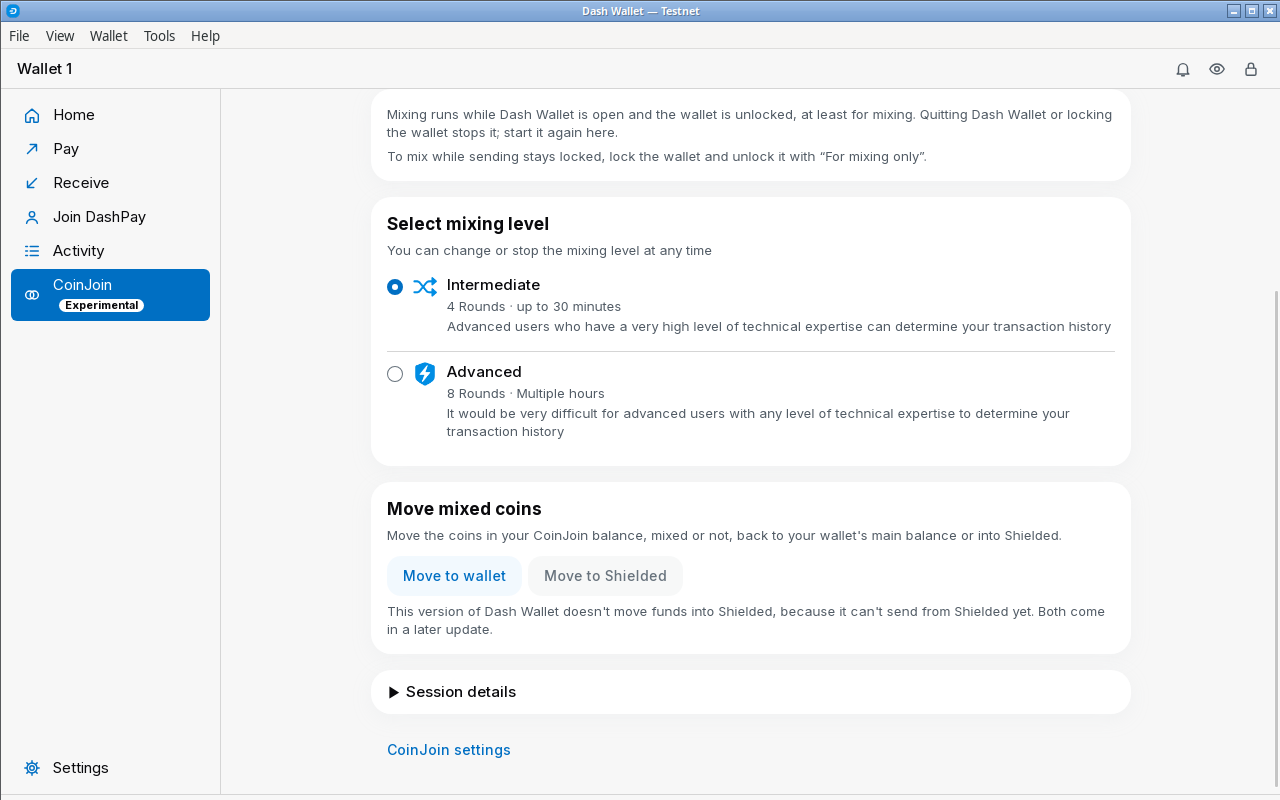 Dash Wallet — Testnet
File View Wallet Tools Help
Wallet 1
Home
Pay
Receive
Join DashPay
Activity
CoinJoin
Experimental
Settings
Mixing runs while Dash Wallet is open and the wallet is unlocked, at least for mixing. Quitting Dash Wallet or locking
the wallet stops it; start it again here.
To mix while sending stays locked, lock the wallet and unlock it with “For mixing only”.
Select mixing level
You can change or stop the mixing level at any time
Intermediate
4 Rounds · up to 30 minutes
Advanced users who have a very high level of technical expertise can determine your transaction history
Advanced
8 Rounds · Multiple hours
It would be very difficult for advanced users with any level of technical expertise to determine your
transaction history
Move mixed coins
Move the coins in your CoinJoin balance, mixed or not, back to your wallet's main balance or into Shielded.
Move to wallet Move to Shielded
This version of Dash Wallet doesn't move funds into Shielded, because it can't send from Shielded yet. Both come
in a later update.
Session details
CoinJoin settings